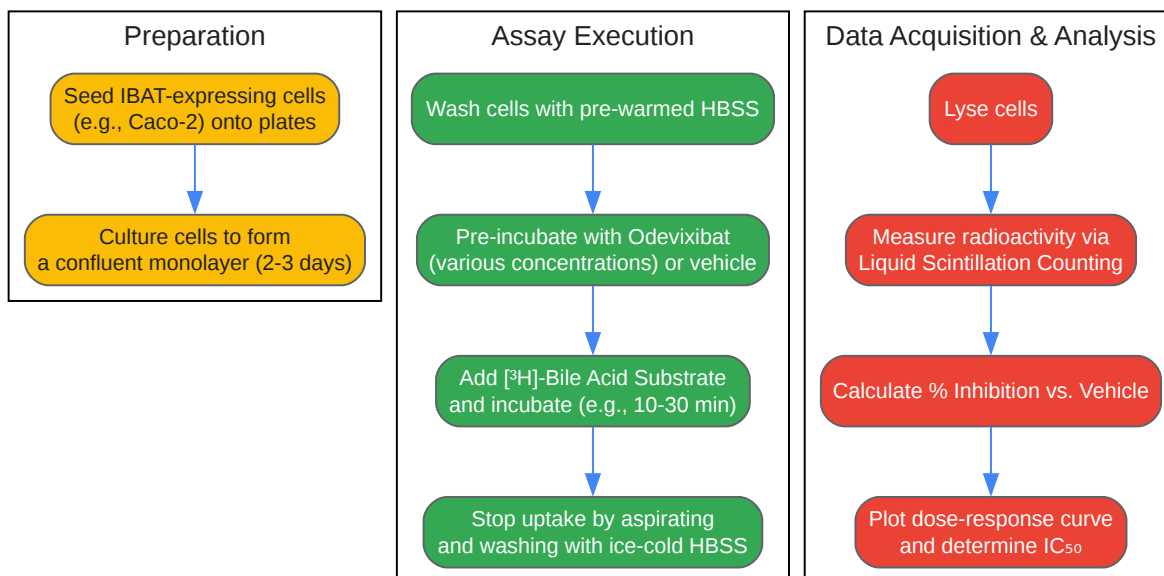 Preparation
Seed IBAT-expressing cells
(e.g., Caco-2) onto plates
Culture cells to form
a confluent monolayer (2-3 days)
Assay Execution
Wash cells with pre-warmed HBSS
Pre-incubate with Odevixibat
(various concentrations) or vehicle
Add [³H]-Bile Acid Substrate
and incubate (e.g., 10-30 min)
Stop uptake by aspirating
and washing with ice-cold HBSS
Data Acquisition & Analysis
Lyse cells
Measure radioactivity via
Liquid Scintillation Counting
Calculate % Inhibition vs. Vehicle
Plot dose-response curve
and determine IC₅₀